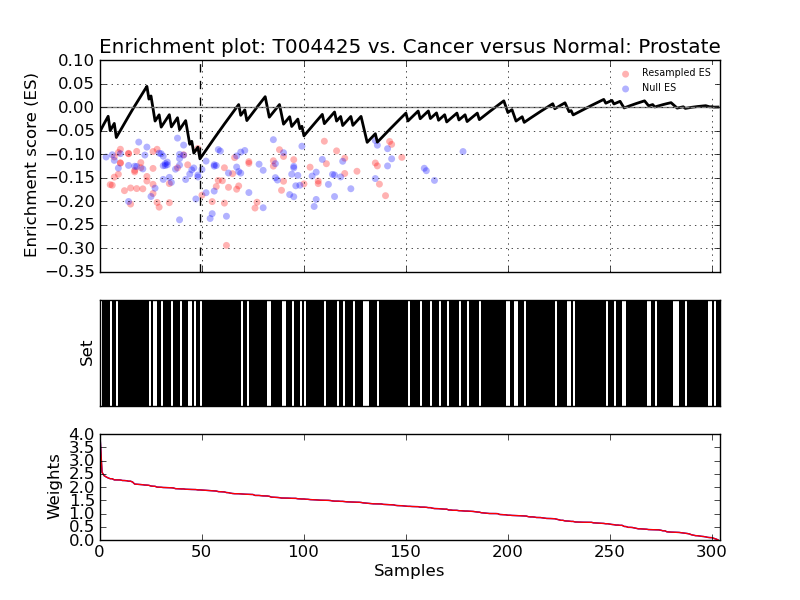 Enrichment plot: T004425 vs. Cancer versus Normal: Prostate
0.10
0.05
0.00
−0.05
−0.10
−0.15
−0.20
−0.25
−0.30
−0.35
Enrichment score (ES)
Resampled ES
Null ES
Set
4.0
3.5
3.0
2.5
2.0
1.5
1.0
0.5
0.0
Weights
0 50 100 150 200 250 300
Samples